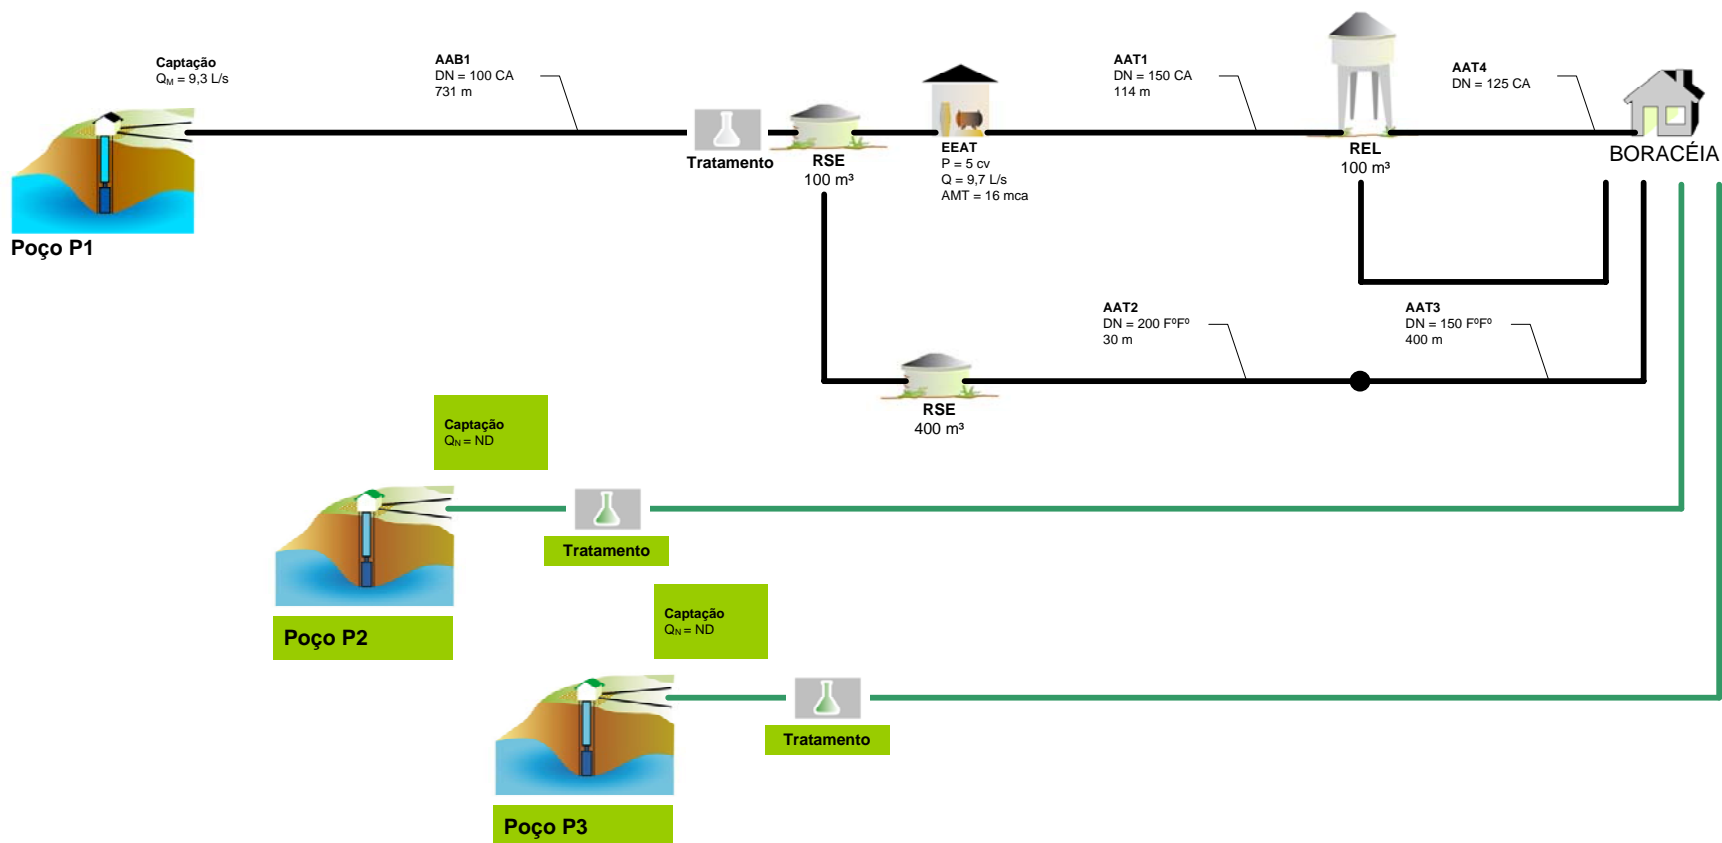 Captação
QM = 9,3 L/s
AAB1
DN = 100 CA
731 m
AAT1
DN = 150 CA
114 m
AAT4
DN = 125 CA
Tratamento
RSE
100 m³
EEAT
P = 5 cv
Q = 9,7 L/s
AMT = 16 mca
REL
100 m³
BORACÉIA
Poço P1
AAT2
DN = 200 FºFº
30 m
AAT3
DN = 150 FºFº
400 m
RSE
400 m³
Captação
QN = ND
Tratamento
Poço P2
Captação
QN = ND
Tratamento
Poço P3